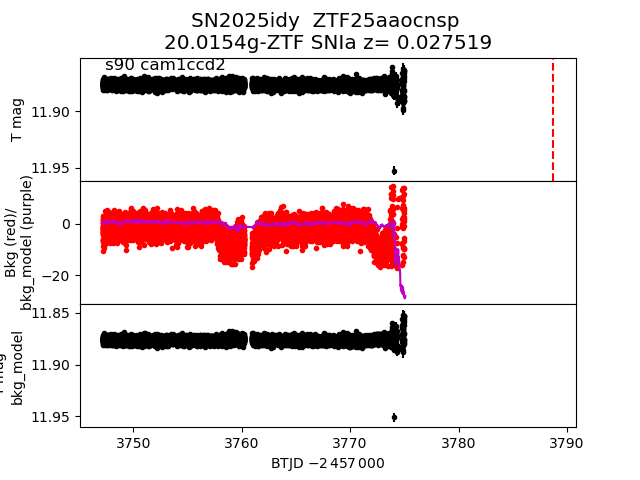 SN2025idy ZTF25aaocnsp
20.0154g-ZTF SNIa z= 0.027519
s90 cam1ccd2
T mag
11.90
11.95
Bkg (red)/
bkg_model (purple)
0
−20
bkg_model
11.85
11.90
11.95
3750 3760 3770 3780 3790
BTJD −2 457 000